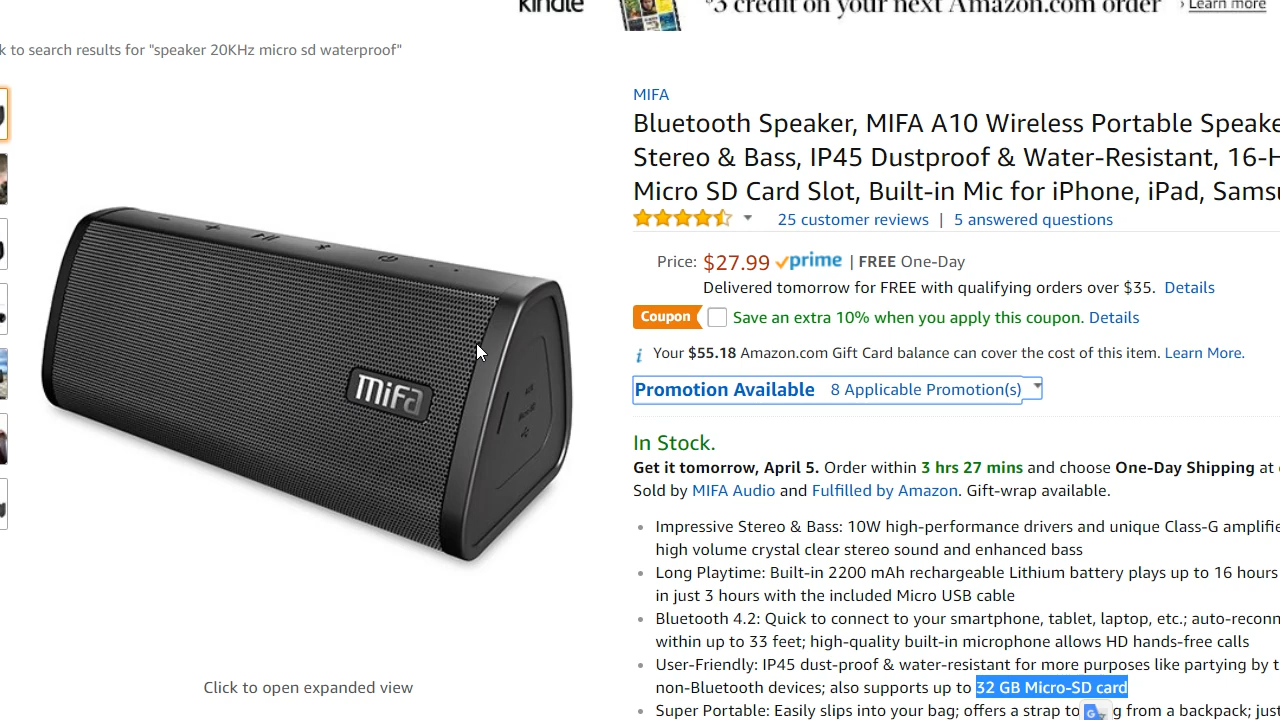 kindle
$3 credit on your next Amazon.com order › Learn more
k to search results for "speaker 20KHz micro sd waterproof"
MIFA
Bluetooth Speaker, MIFA A10 Wireless Portable Speake
Stereo & Bass, IP45 Dustproof & Water-Resistant, 16-H
Micro SD Card Slot, Built-in Mic for iPhone, iPad, Samsu
25 customer reviews | 5 answered questions
Price: $27.99 prime | FREE One-Day
Delivered tomorrow for FREE with qualifying orders over $35. Details
Coupon Save an extra 10% when you apply this coupon. Details
Your $55.18 Amazon.com Gift Card balance can cover the cost of this item. Learn More.
Promotion Available 8 Applicable Promotion(s)
In Stock.
Get it tomorrow, April 5. Order within 3 hrs 27 mins and choose One-Day Shipping at
Sold by MIFA Audio and Fulfilled by Amazon. Gift-wrap available.
Impressive Stereo & Bass: 10W high-performance drivers and unique Class-G amplifie
high volume crystal clear stereo sound and enhanced bass
Long Playtime: Built-in 2200 mAh rechargeable Lithium battery plays up to 16 hours
in just 3 hours with the included Micro USB cable
Bluetooth 4.2: Quick to connect to your smartphone, tablet, laptop, etc.; auto-reconn
within up to 33 feet; high-quality built-in microphone allows HD hands-free calls
User-Friendly: IP45 dust-proof & water-resistant for more purposes like partying by t
non-Bluetooth devices; also supports up to 32 GB Micro-SD card
Super Portable: Easily slips into your bag; offers a strap to g from a backpack; just
mifa
Click to open expanded view